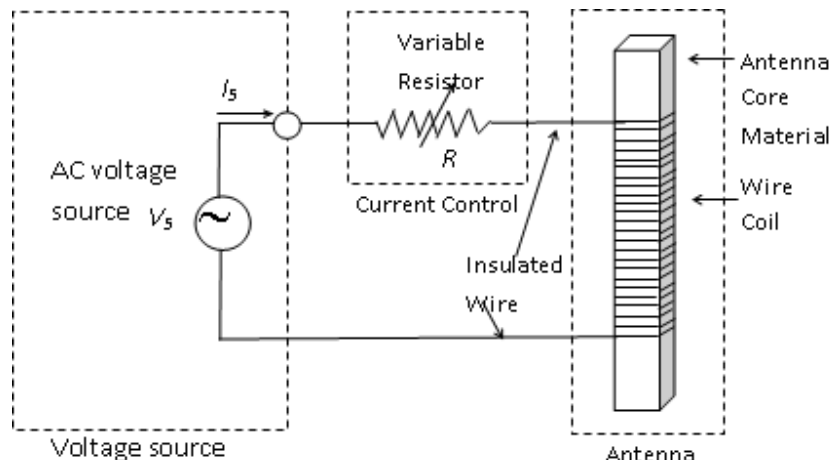 Variable
Resistor
I5
R
Current Control
AC voltage
source V5
Insulated
Wire
Antenna
Core
Material
Wire
Coil
Voltage source
Antenna